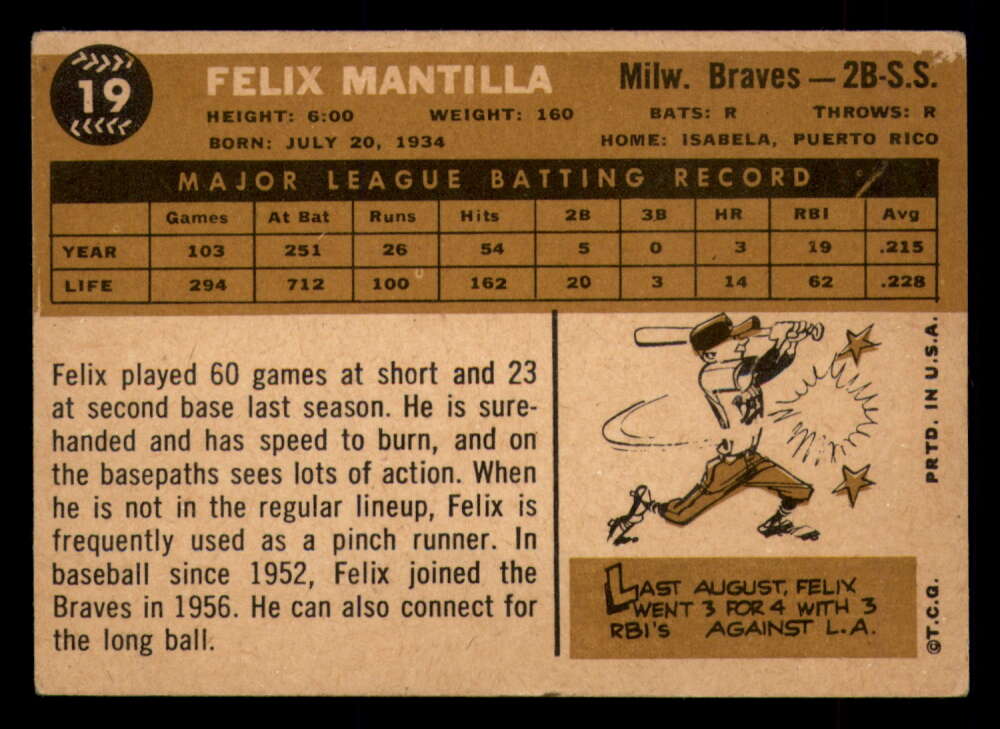 19
FELIX MANTILLA
Milw. Braves — 2B-S.S.
HEIGHT: 6:00 WEIGHT: 160 BATS: R THROWS: R
BORN: JULY 20, 1934 HOME: ISABELA, PUERTO RICO
MAJOR LEAGUE BATTING RECORD
Games At Bat Runs Hits 2B 3B HR RBI Avg
YEAR 103 251 26 54 5 0 3 19 .215
LIFE 294 712 100 162 20 3 14 62 .228
Felix played 60 games at short and 23
at second base last season. He is sure-
handed and has speed to burn, and on
the basepaths sees lots of action. When
he is not in the regular lineup, Felix is
frequently used as a pinch runner. In
baseball since 1952, Felix joined the
Braves in 1956. He can also connect for
the long ball.
LAST AUGUST, FELIX
WENT 3 FOR 4 WITH 3
RBI's AGAINST L.A.
©T.C.G. PRTD. IN U.S.A.